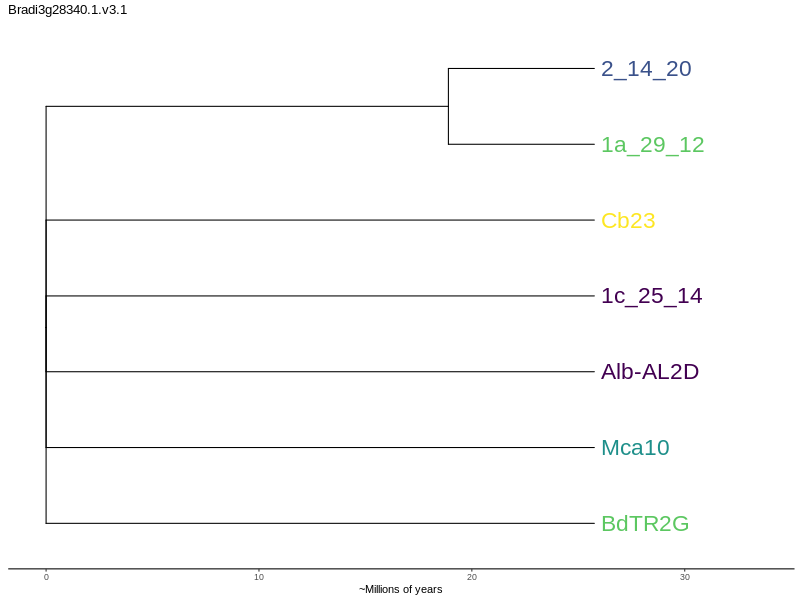 Bradi3g28340.1.v3.1
2_14_20
1a_29_12
Cb23
1c_25_14
Alb-AL2D
Mca10
BdTR2G
0 10 20 30
~Millions of years